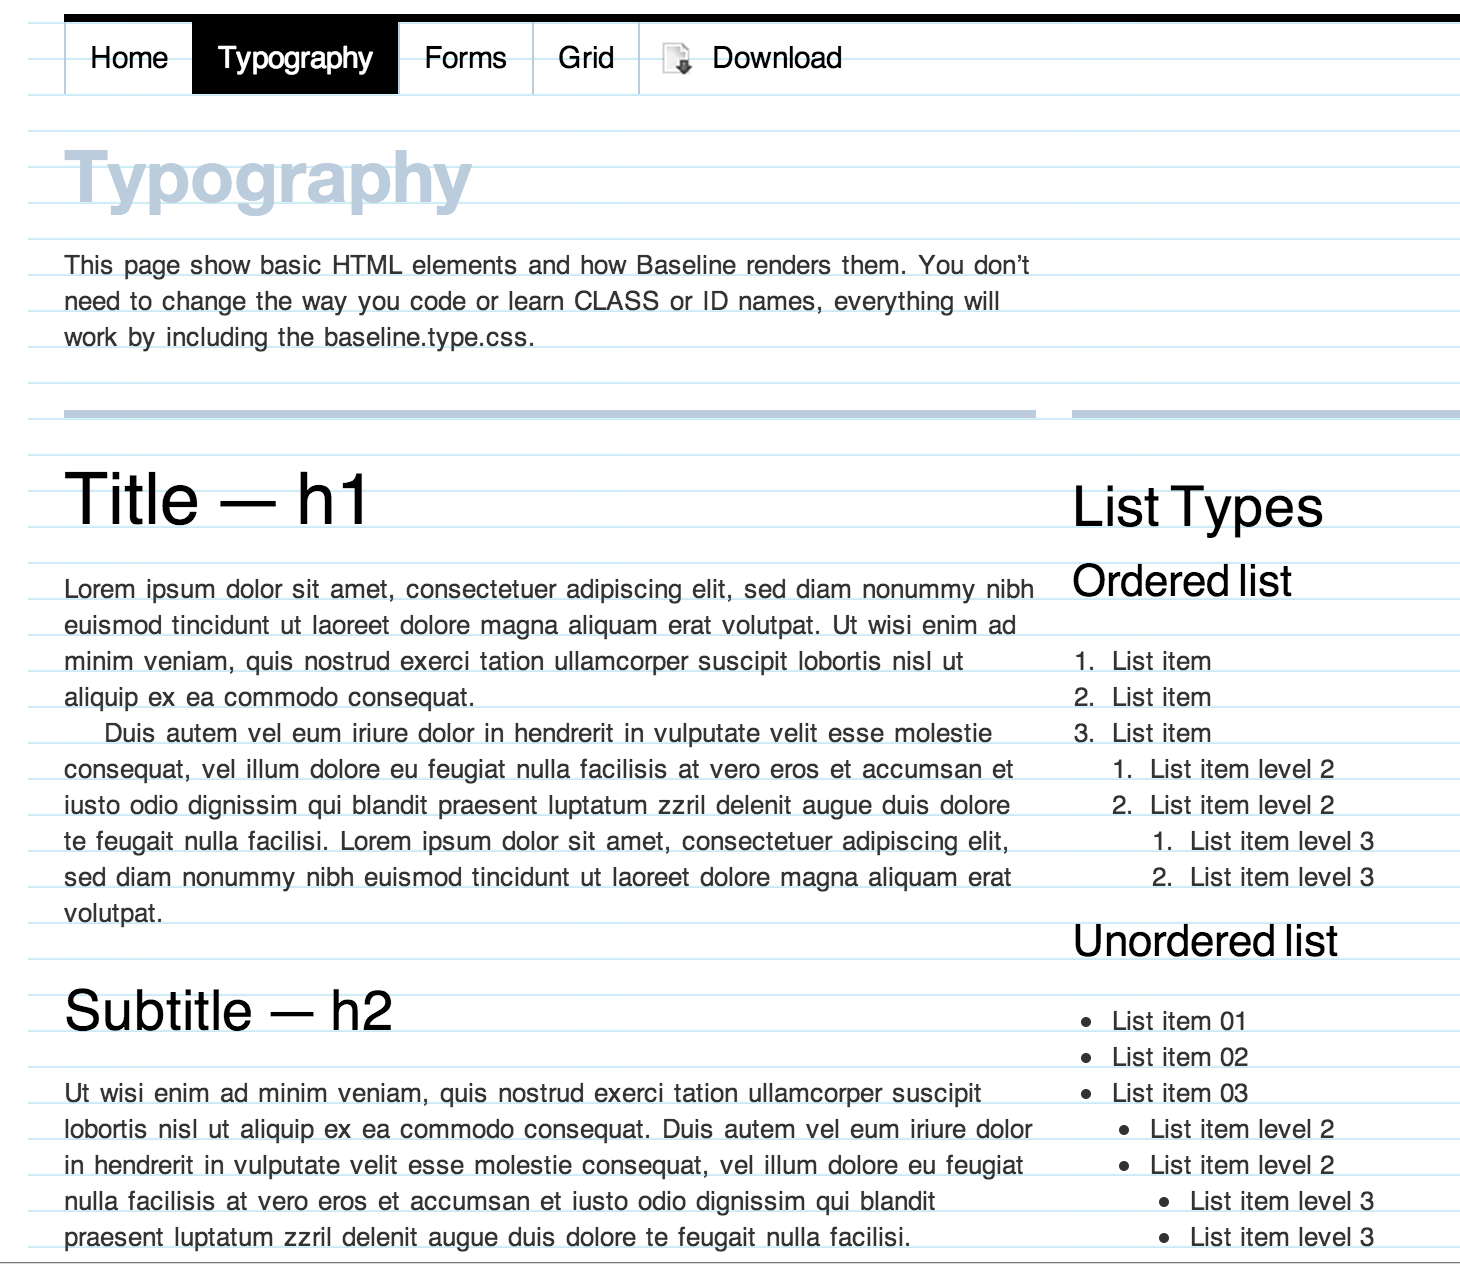 Home Typography Forms Grid Download
Typography
This page show basic HTML elements and how Baseline renders them. You don’t
need to change the way you code or learn CLASS or ID names, everything will
work by including the baseline.type.css.
Title — h1
Lorem ipsum dolor sit amet, consectetuer adipiscing elit, sed diam nonummy nibh
euismod tincidunt ut laoreet dolore magna aliquam erat volutpat. Ut wisi enim ad
minim veniam, quis nostrud exerci tation ullamcorper suscipit lobortis nisl ut
aliquip ex ea commodo consequat.
Duis autem vel eum iriure dolor in hendrerit in vulputate velit esse molestie
consequat, vel illum dolore eu feugiat nulla facilisis at vero eros et accumsan et
iusto odio dignissim qui blandit praesent luptatum zzril delenit augue duis dolore
te feugait nulla facilisi. Lorem ipsum dolor sit amet, consectetuer adipiscing elit,
sed diam nonummy nibh euismod tincidunt ut laoreet dolore magna aliquam erat
volutpat.
Subtitle — h2
Ut wisi enim ad minim veniam, quis nostrud exerci tation ullamcorper suscipit
lobortis nisl ut aliquip ex ea commodo consequat. Duis autem vel eum iriure dolor
in hendrerit in vulputate velit esse molestie consequat, vel illum dolore eu feugiat
nulla facilisis at vero eros et accumsan et iusto odio dignissim qui blandit
praesent luptatum zzril delenit augue duis dolore te feugait nulla facilisi.
List Types
Ordered list
1. List item
2. List item
3. List item
1. List item level 2
2. List item level 2
1. List item level 3
2. List item level 3
Unordered list
• List item 01
• List item 02
• List item 03
• List item level 2
• List item level 2
• List item level 3
• List item level 3